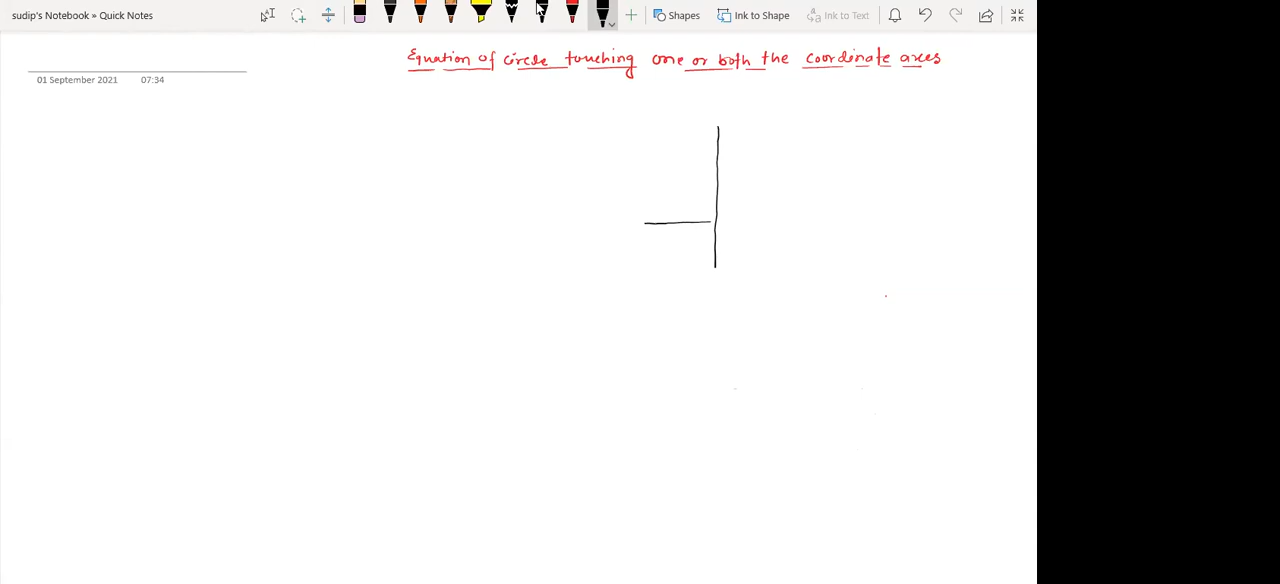 sudip's Notebook » Quick Notes
Shapes
Ink to Shape
Ink to Text
Equation of circle touching one or both the coordinate axes
01 September 2021 07:34